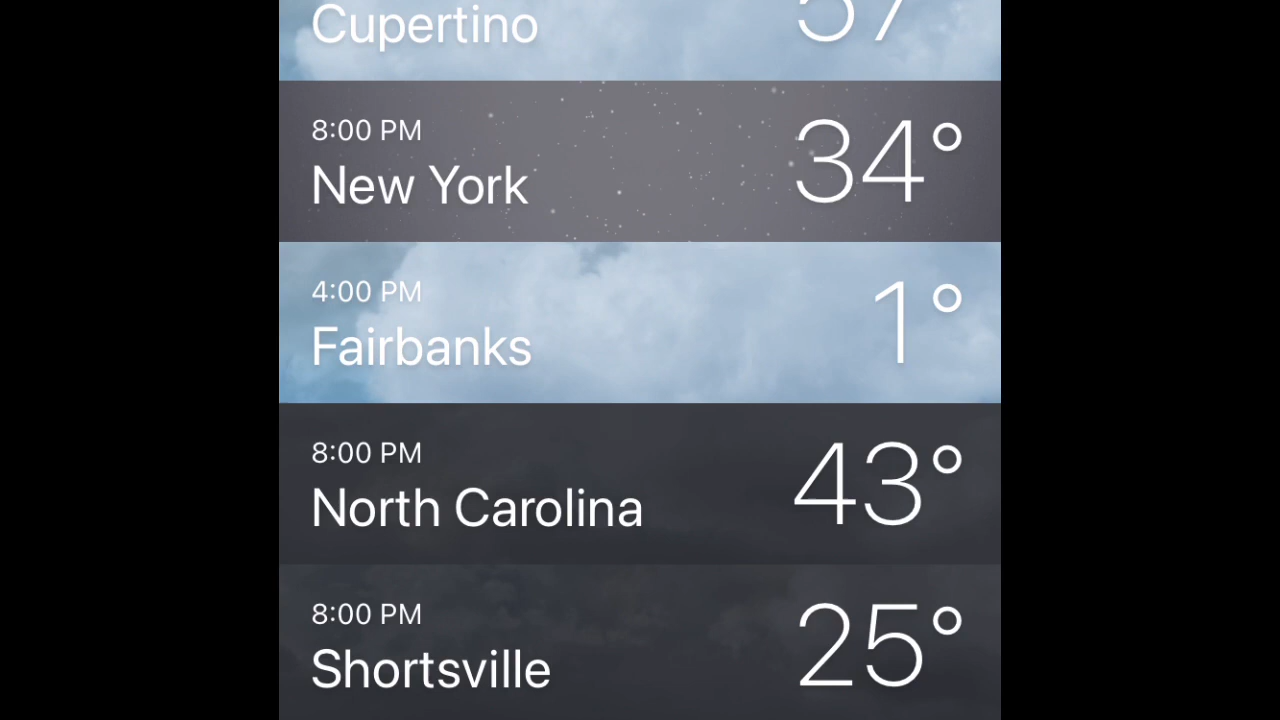 Cupertino
57
8:00 PM
New York
34°
4:00 PM
Fairbanks
1°
8:00 PM
North Carolina
43°
8:00 PM
Shortsville
25°